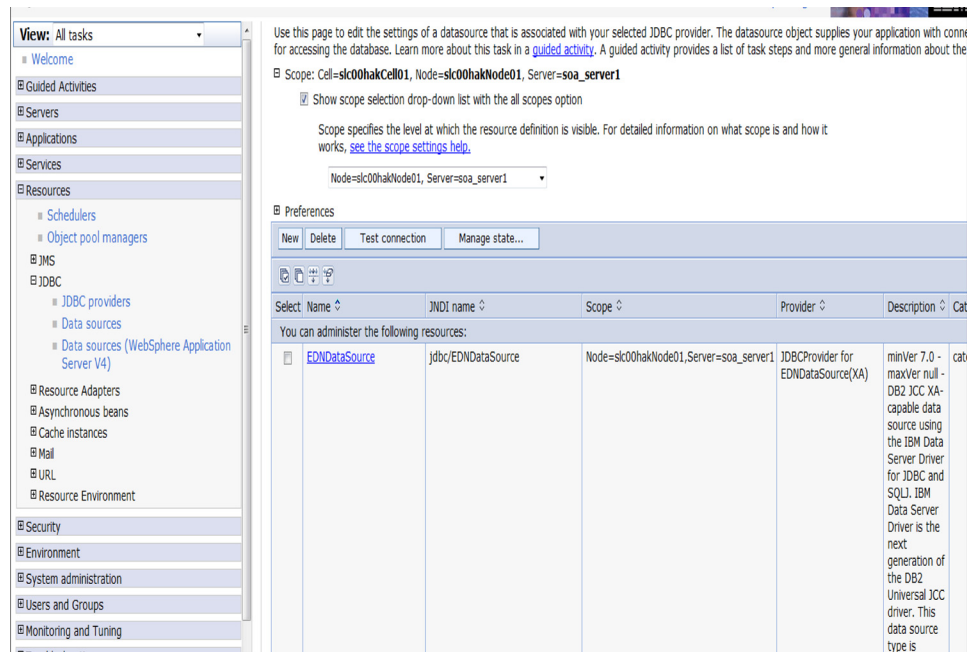 View: All tasks
Welcome
Guided Activities
Servers
Applications
Services
Resources
Schedulers
Object pool managers
JMS
JDBC
JDBC providers
Data sources
Data sources (WebSphere Application
Server V4)
Resource Adapters
Asynchronous beans
Cache instances
Mail
URL
Resource Environment
Security
Environment
System administration
Users and Groups
Monitoring and Tuning
Use this page to edit the settings of a datasource that is associated with your selected JDBC provider. The datasource object supplies your application with conne
for accessing the database. Learn more about this task in a guided activity. A guided activity provides a list of task steps and more general information about the
Scope: Cell=slc00hakCell01, Node=slc00hakNode01, Server=soa_server1
Show scope selection drop-down list with the all scopes option
Scope specifies the level at which the resource definition is visible. For detailed information on what scope is and how it
works, see the scope settings help.
Node=slc00hakNode01, Server=soa_server1
Preferences
New Delete Test connection Manage state...
Select Name JNDI name Scope Provider Description Cat
You can administer the following resources:
EDNDataSource jdbc/EDNDataSource Node=slc00hakNode01,Server=soa_server1 JDBCProvider for minVer 7.0 - cat
EDNDataSource(XA) maxVer null -
DB2 JCC XA-
capable data
source using
the IBM Data
Server Driver
for JDBC and
SQLJ. IBM
Data Server
Driver is the
next
generation of
the DB2
Universal JCC
driver. This
data source
type is